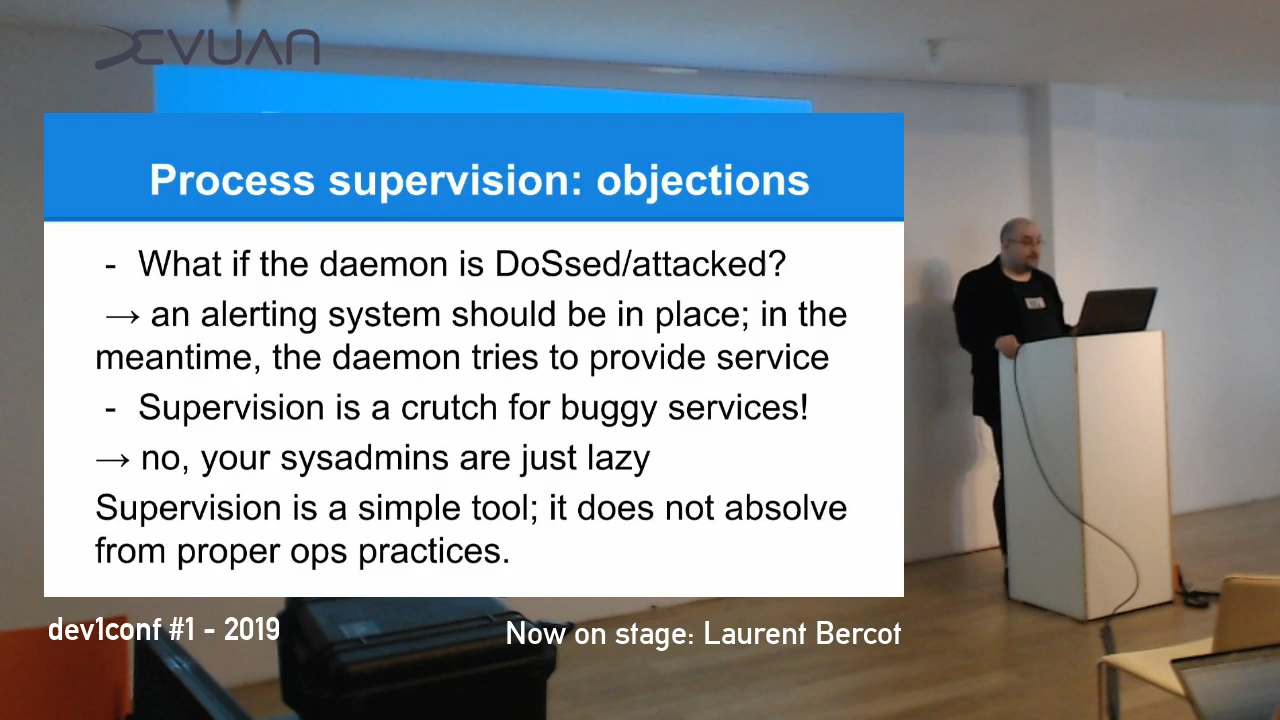 DEVUAN
Process supervision: objections
- What if the daemon is DoSsed/attacked?
→ an alerting system should be in place; in the
meantime, the daemon tries to provide service
- Supervision is a crutch for buggy services!
→ no, your sysadmins are just lazy
Supervision is a simple tool; it does not absolve
from proper ops practices.
dev1conf #1 - 2019
Now on stage: Laurent Bercot